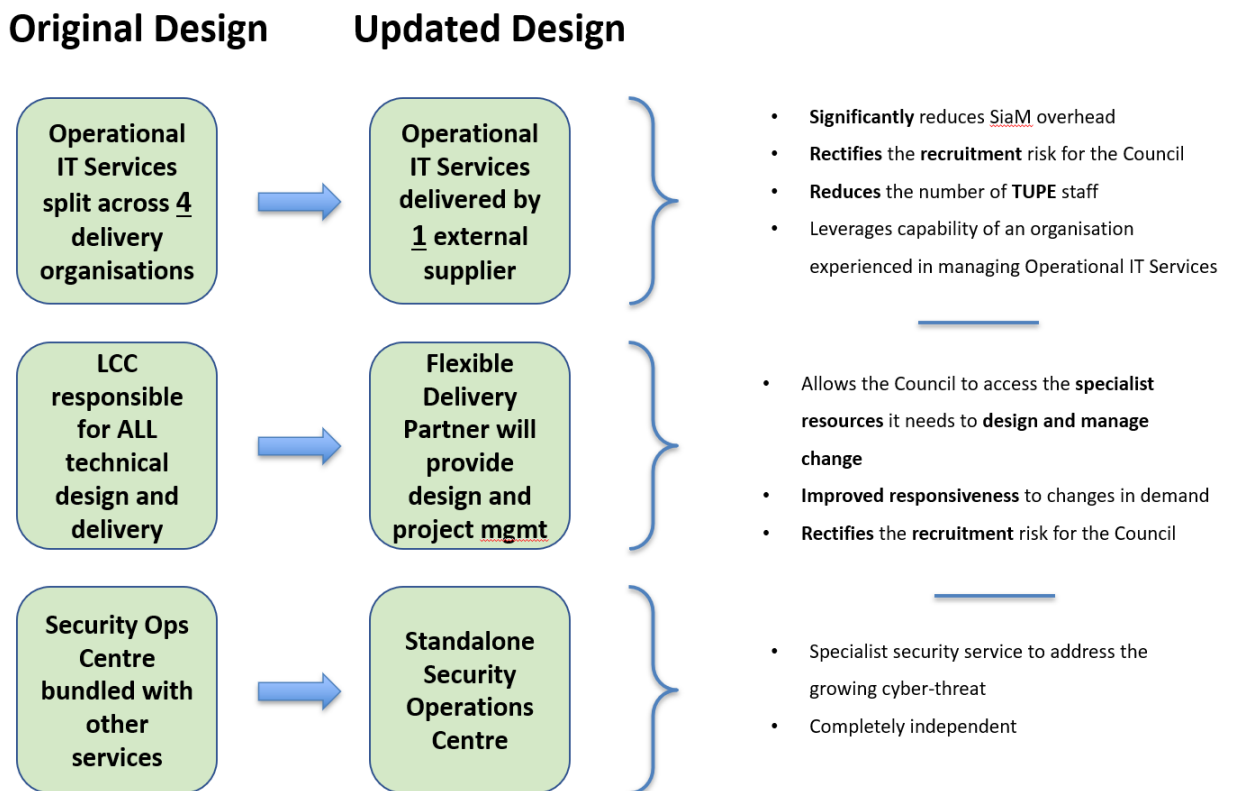 Original Design
Updated Design
Operational
IT Services
split across 4
delivery
organisations
Operational
IT Services
delivered by
1 external
supplier
• Significantly reduces SiaM overhead
• Rectifies the recruitment risk for the Council
• Reduces the number of TUPE staff
• Leverages capability of an organisation
experienced in managing Operational IT Services
LCC
responsible
for ALL
technical
design and
delivery
Flexible
Delivery
Partner will
provide
design and
project mgmt
• Allows the Council to access the specialist
resources it needs to design and manage
change
• Improved responsiveness to changes in demand
• Rectifies the recruitment risk for the Council
Security Ops
Centre
bundled with
other
services
Standalone
Security
Operations
Centre
• Specialist security service to address the
growing cyber-threat
• Completely independent